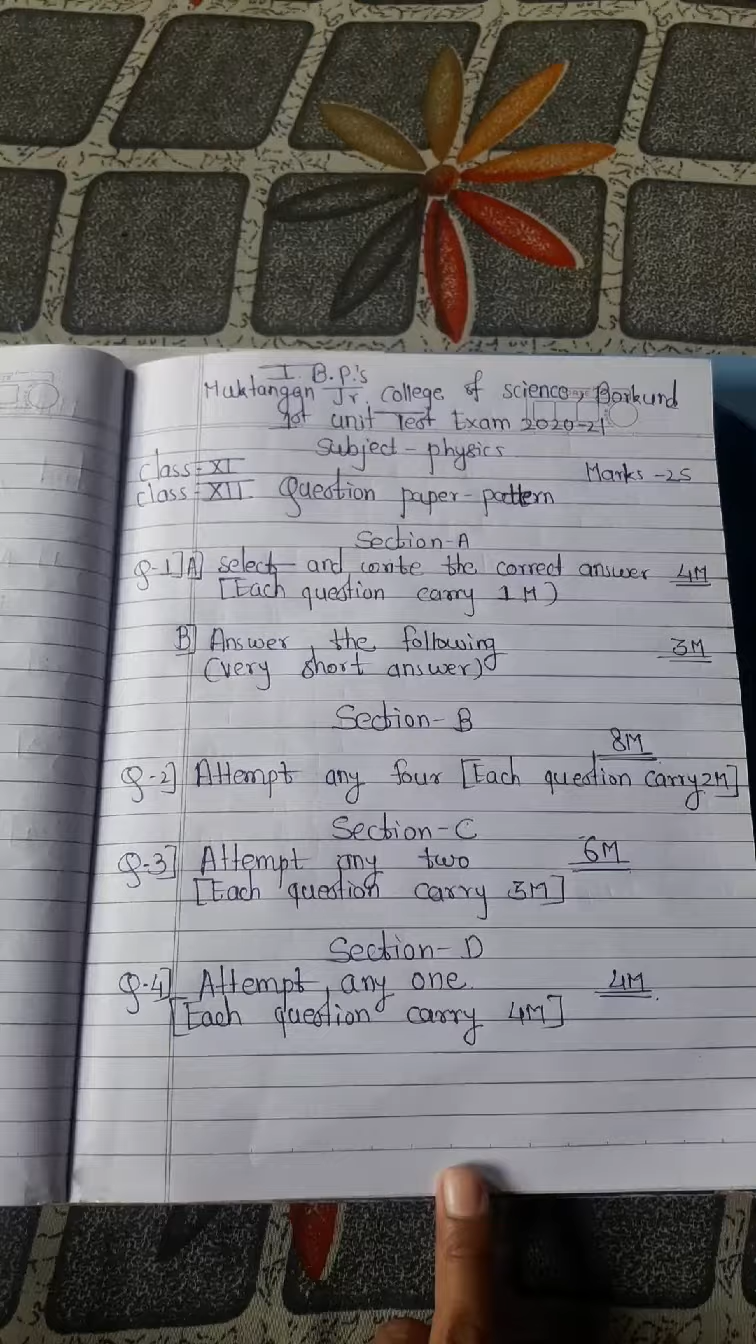 I. B.P.'s
Muktangan Jr. College of science, Borkund
1st unit Test Exam 2020-21
Subject - physics
class = XI
Marks - 25
class = XII Question paper - pattern
Section-A
Q-1] A] select and write the correct answer 4M
[Each question carry 1 M)
B] Answer the following 3M
(very short answer)
Section-B
8M
Q-2] Attempt any four [Each question carry 2M]
Section-C
Q-3] Attempt any two 6M
[Each question carry 3M]
Section-D
Q-4] Attempt any one. 4M
[Each question carry 4M]